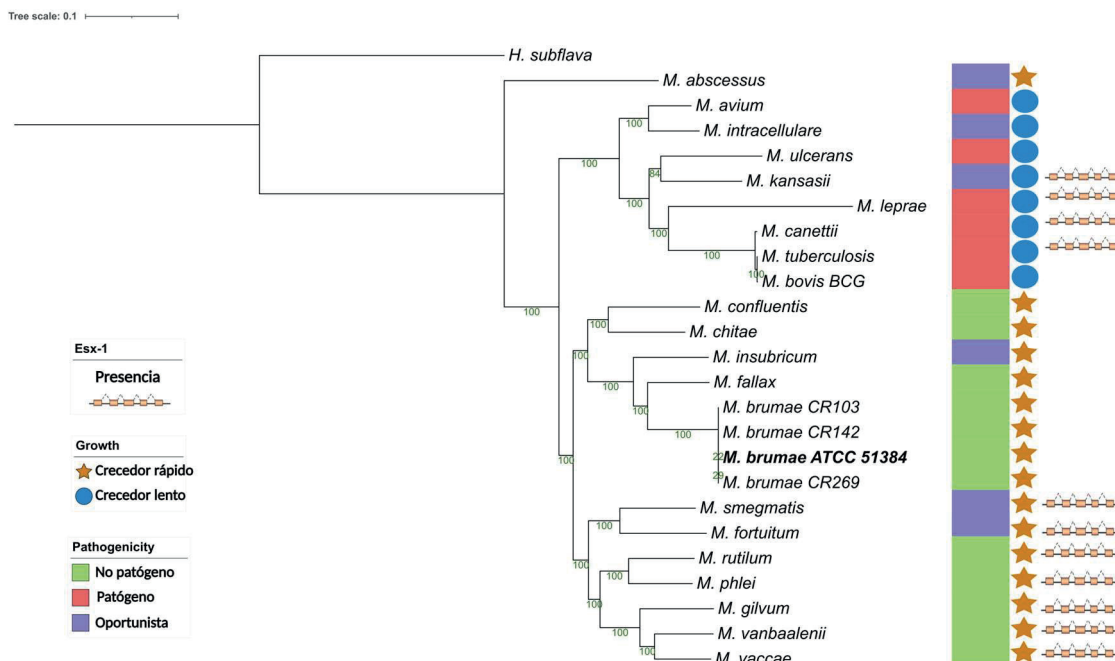 Tree scale: 0.1
H. subflava
M. abscessus
M. avium
100
M. intracellulare
100
M. ulcerans
84
M. kansasii
100
M. leprae
100
M. canettii
100
M. tuberculosis
100
M. bovis BCG
100
M. confluentis
100
M. chitae
100
M. insubricum
100
M. fallax
100
M. brumae CR103
100
M. brumae CR142
22
M. brumae ATCC 51384
100
29
M. brumae CR269
M. smegmatis
100
M. fortuitum
100
M. rutilum
100
M. phlei
100
M. gilvum
100
M. vanbaalenii
100
M. vaccae
Esx-1
Presencia
Growth
Crecedor rápido
Crecedor lento
Pathogenicity
No patógeno
Patógeno
Oportunista